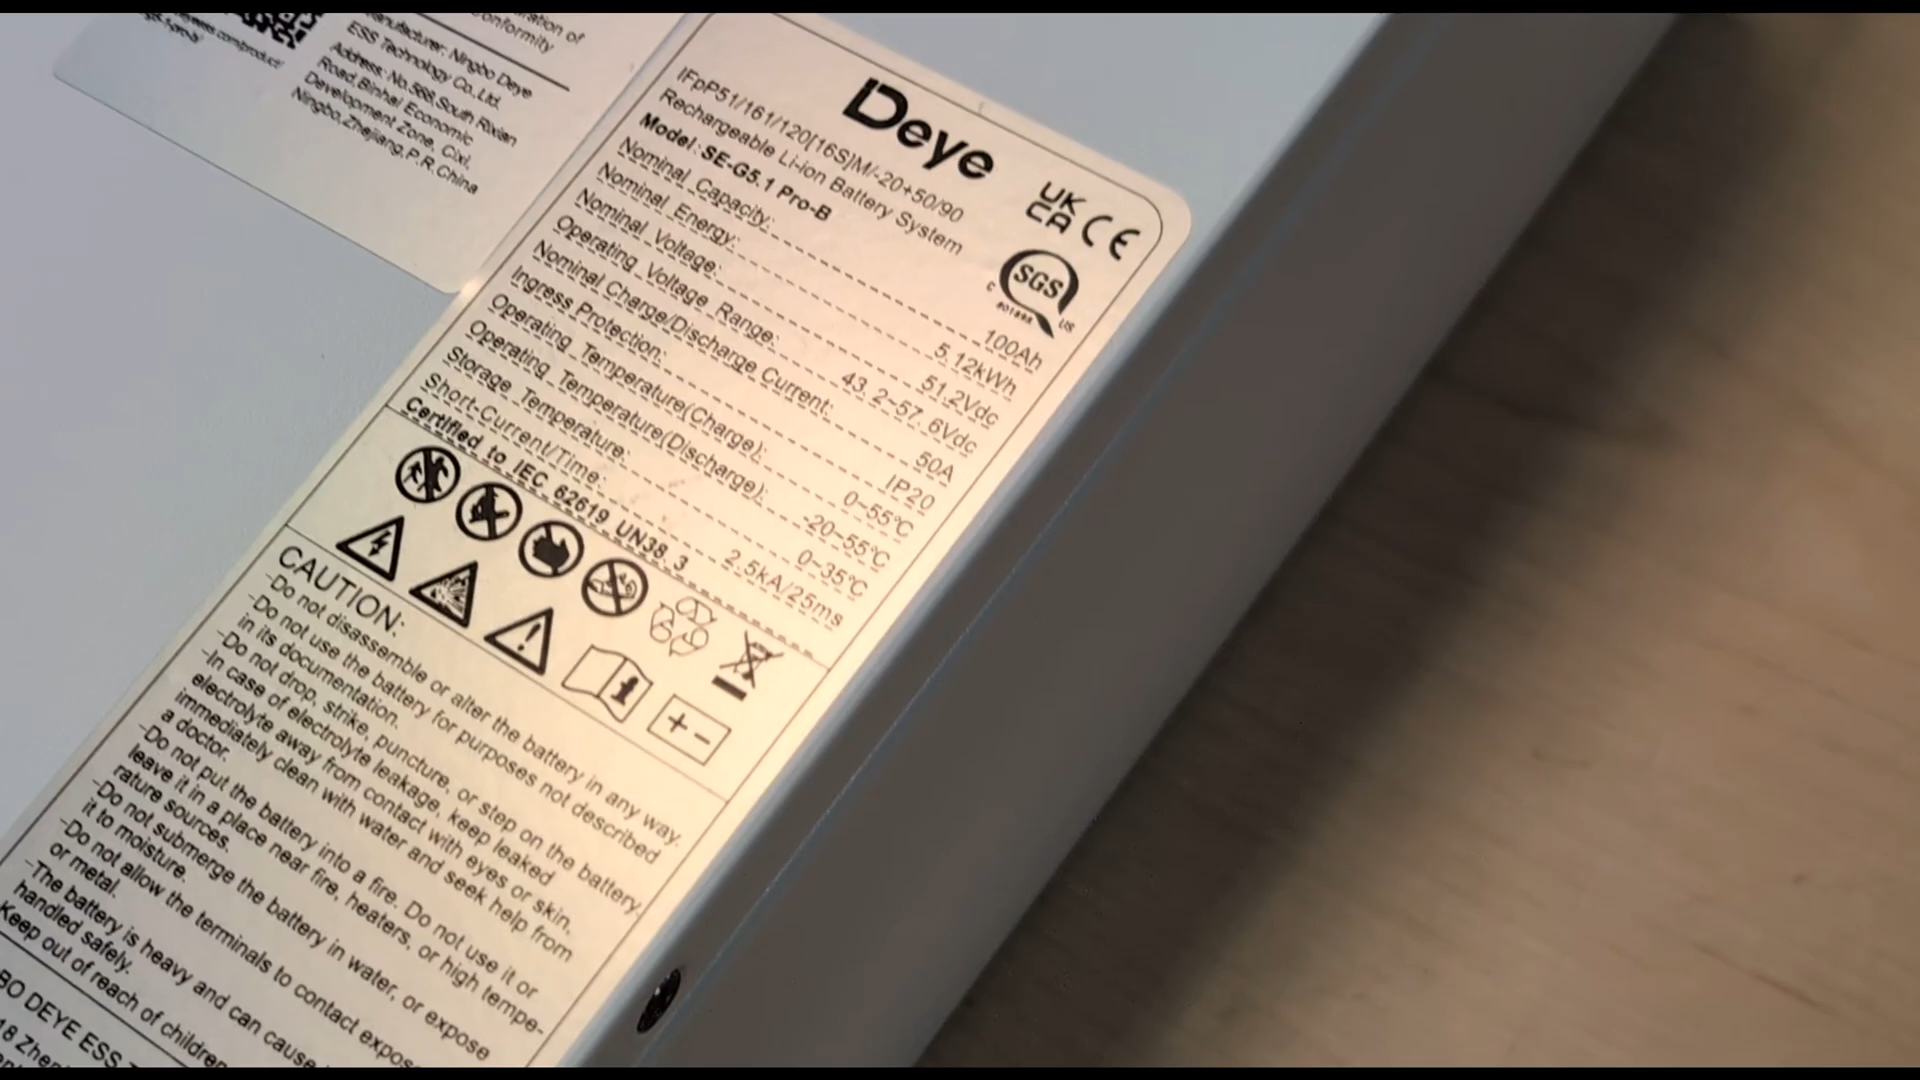 ration of
Conformity
Manufacturer: Ningbo Deye
ESS Technology Co.,Ltd.
Address: No.568,South Rixian
Road,Binhai Economic
Development Zone, Cixi,
Ningbo,Zhejiang,P.R.China
Deye
IFpP51/161/120[16S]M/-20+50/90
Rechargeable Li-ion Battery System
Model: SE-G5.1 Pro-B
UK CA CE
SGS
C US
Nominal Capacity: 100Ah
Nominal Energy: 5.12kWh
Nominal Voltage: 51.2Vdc
Operating Voltage Range: 43.2~57.6Vdc
Nominal Charge/Discharge Current: 50A
Ingress Protection: IP20
Operating Temperature(Charge): 0~55℃
Operating Temperature(Discharge): -20~55℃
Storage Temperature: 0~35℃
Short-Current/Time: 2.5kA/25ms
Certified to IEC 62619 UN38.3
CAUTION:
-Do not disassemble or alter the battery in any way.
-Do not use the battery for purposes not described
in its documentation.
-Do not drop, strike, puncture, or step on the battery.
-In case of electrolyte leakage, keep leaked
electrolyte away from contact with eyes or skin,
immediately clean with water and seek help from
a doctor.
-Do not put the battery into a fire. Do not use it or
leave it in a place near fire, heaters, or high tempe-
rature sources.
-Do not submerge the battery in water, or expose
it to moisture.
-Do not allow the terminals to contact expos
or metal.
-The battery is heavy and can cause
handled safely.
Keep out of reach of children
BO DEYE ESS